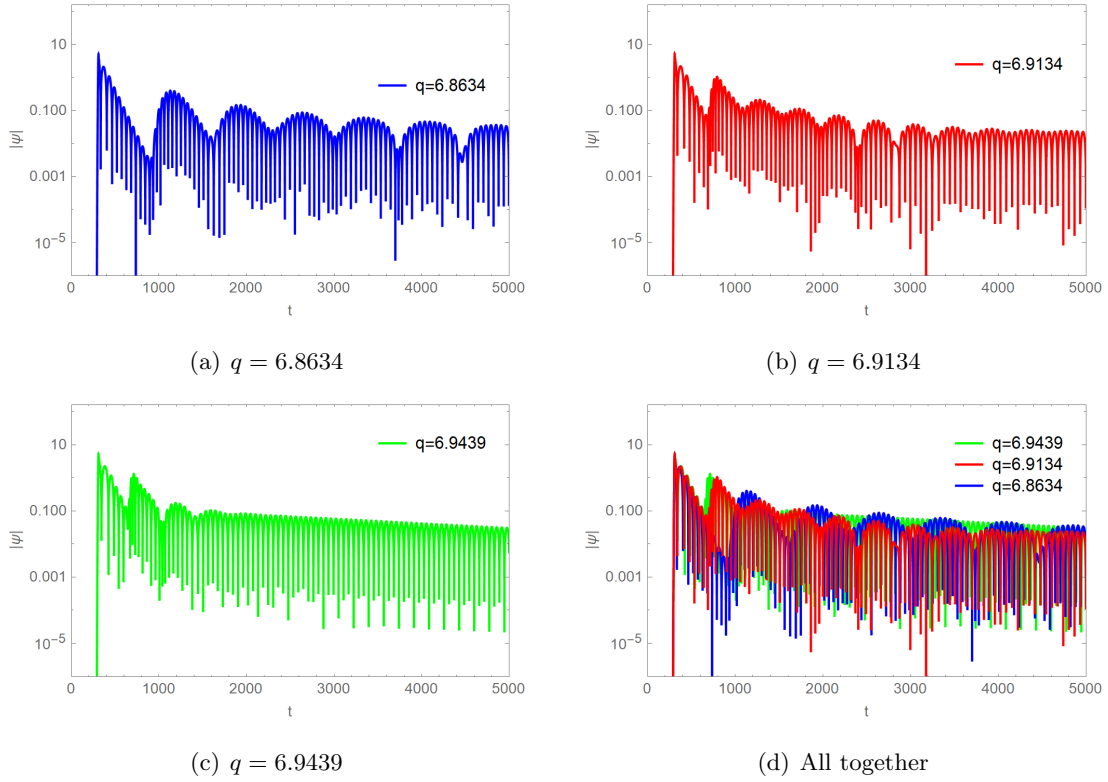 10
0.100
0.001
10−5
|ψ|
q=6.8634
0 1000 2000 3000 4000 5000
t
(a) q = 6.8634
10
0.100
0.001
10−5
|ψ|
q=6.9134
0 1000 2000 3000 4000 5000
t
(b) q = 6.9134
10
0.100
0.001
10−5
|ψ|
q=6.9439
0 1000 2000 3000 4000 5000
t
(c) q = 6.9439
10
0.100
0.001
10−5
|ψ|
q=6.9439
q=6.9134
q=6.8634
0 1000 2000 3000 4000 5000
t
(d) All together